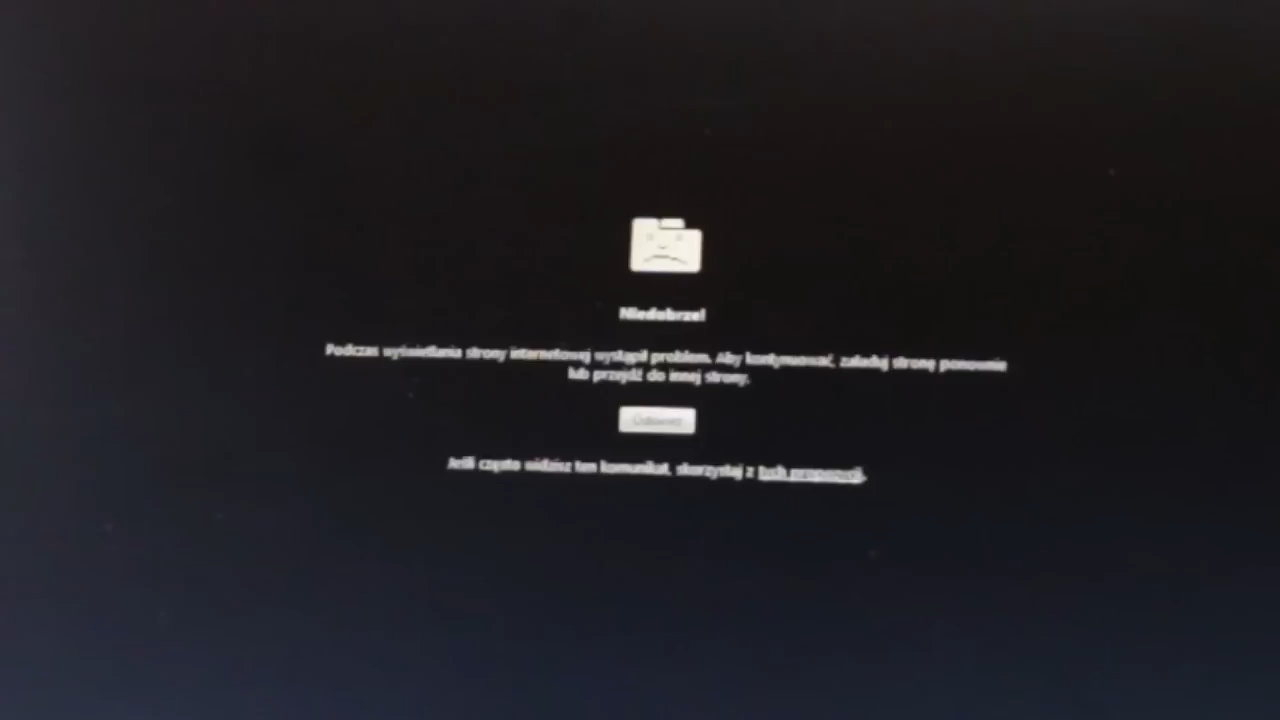 Niedobrze!
Podczas wyświetlania strony internetowej wystąpił problem. Aby kontynuować, załaduj stronę ponownie
lub przejdź do innej strony.
Odśwież
Jeśli często widzisz ten komunikat, skorzystaj z tych propozycji.